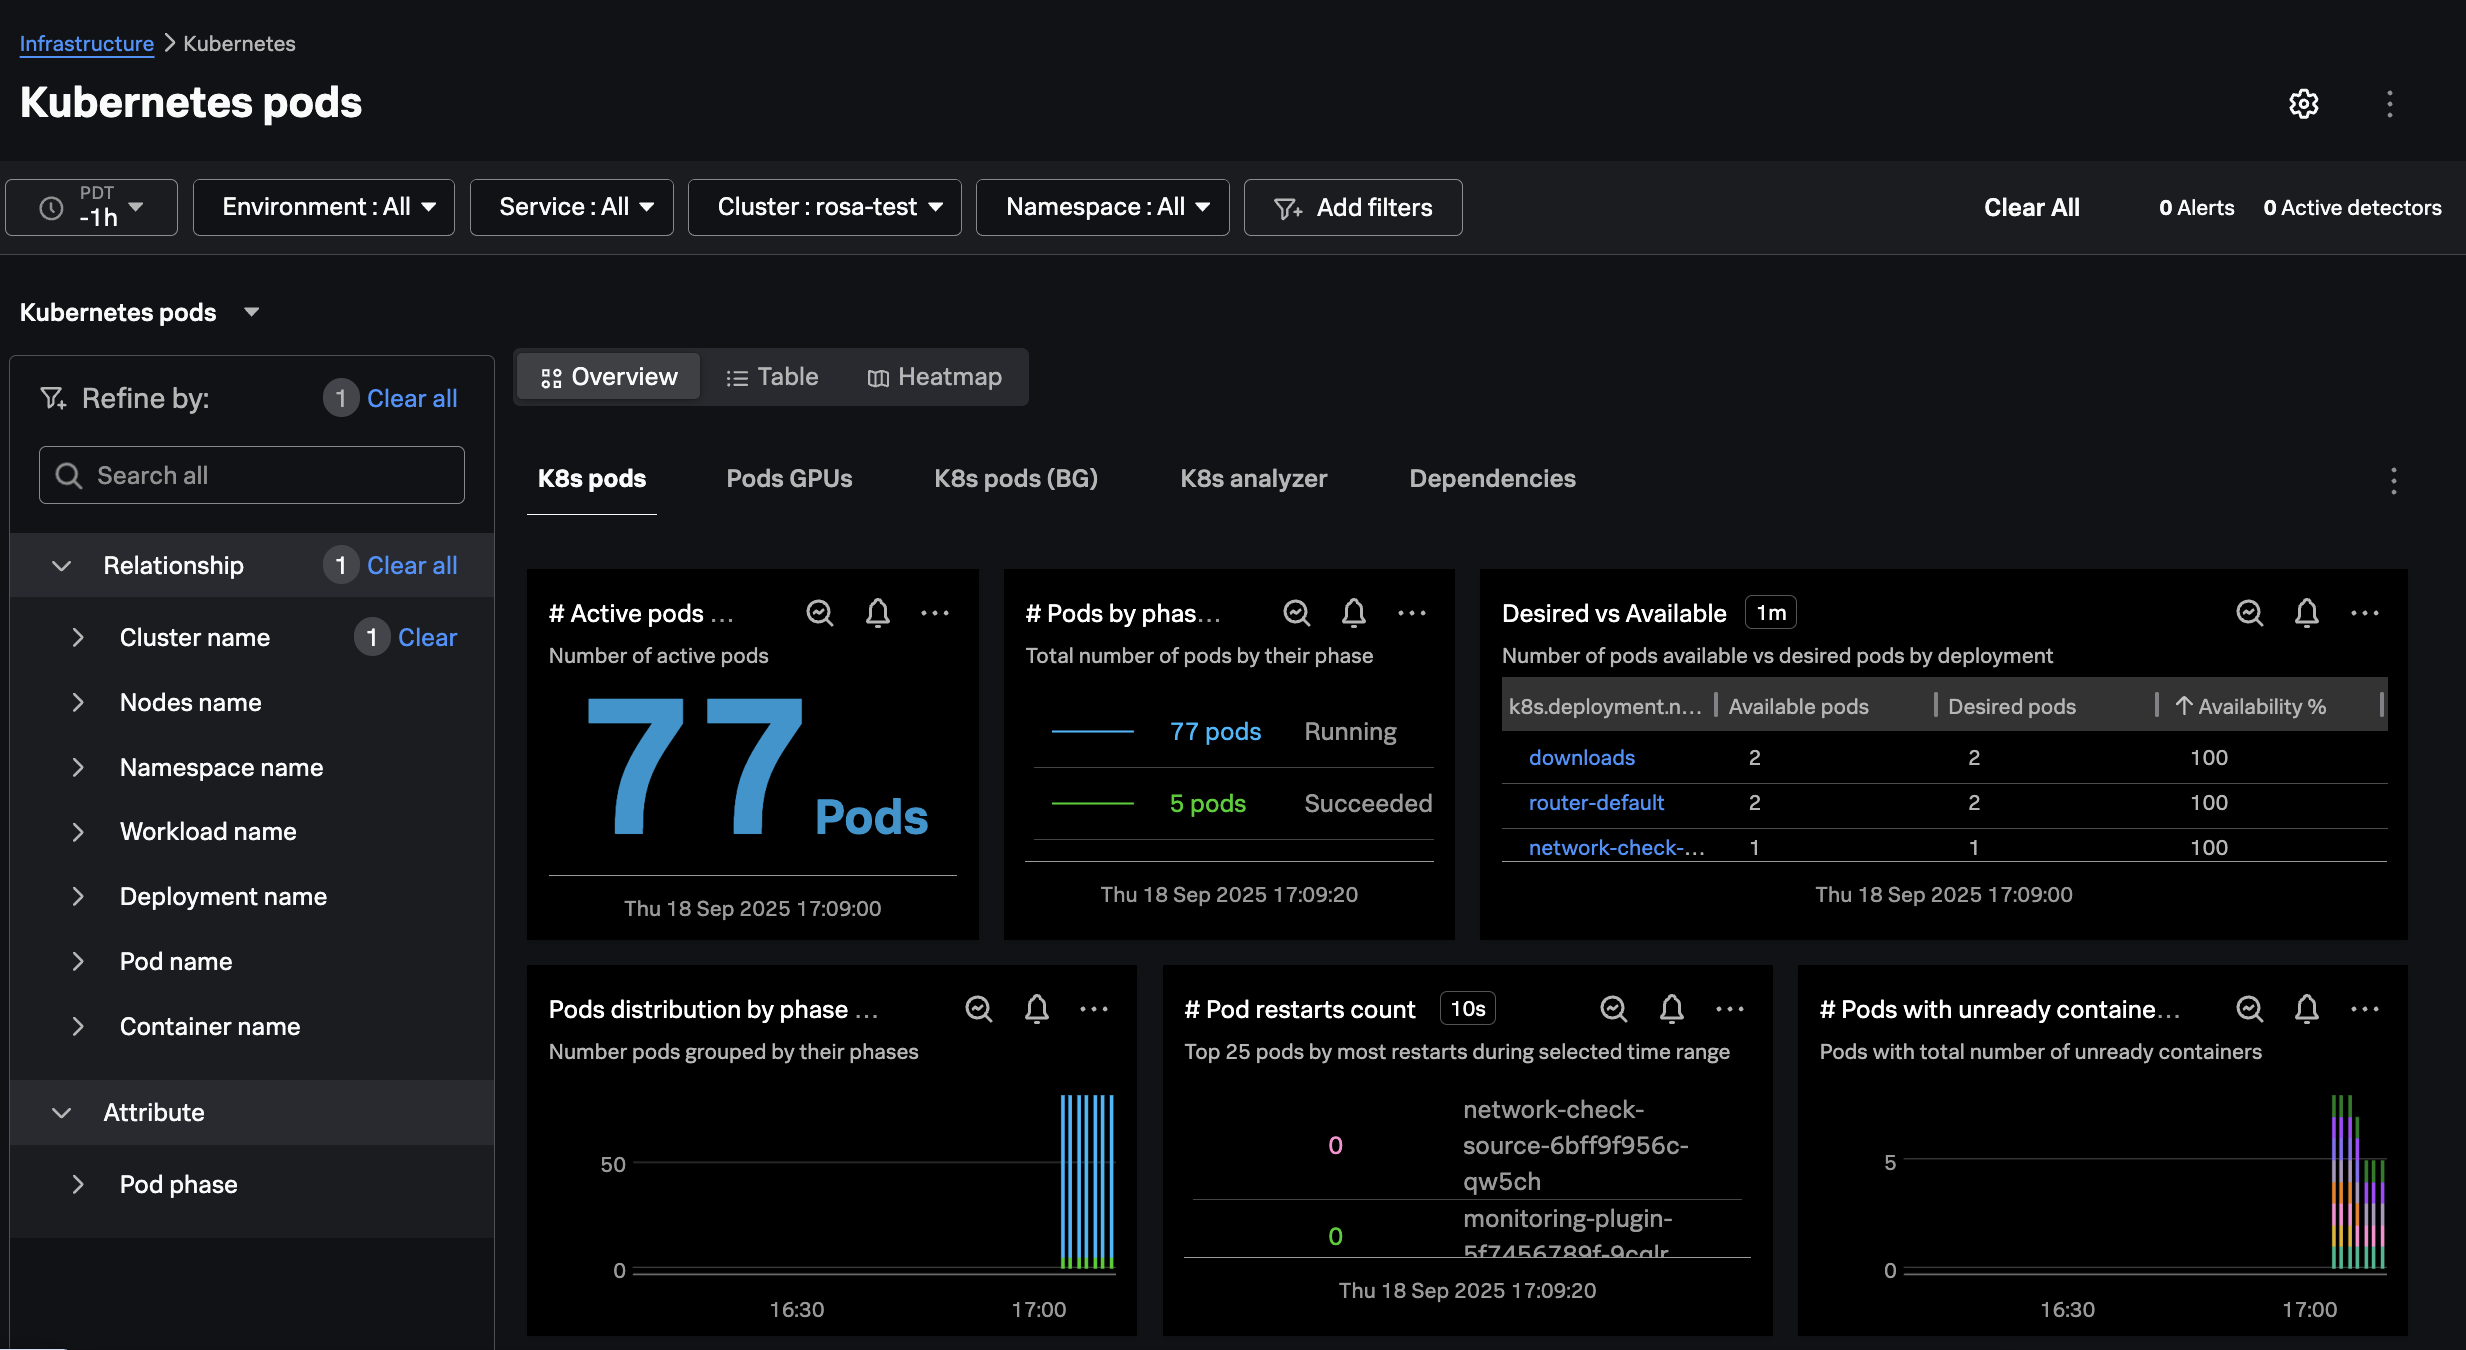 Infrastructure > Kubernetes
Kubernetes pods
PDT
-1h
Environment : All
Service : All
Cluster : rosa-test
Namespace : All
Add filters
Clear All
0 Alerts
0 Active detectors
Kubernetes pods
Refine by:
1 Clear all
Search all
Relationship
1 Clear all
Cluster name
1 Clear
Nodes name
Namespace name
Workload name
Deployment name
Pod name
Container name
Attribute
Pod phase
Overview
Table
Heatmap
K8s pods
Pods GPUs
K8s pods (BG)
K8s analyzer
Dependencies
# Active pods ...
Number of active pods
77 Pods
Thu 18 Sep 2025 17:09:00
# Pods by phas...
Total number of pods by their phase
77 pods Running
5 pods Succeeded
Thu 18 Sep 2025 17:09:20
Desired vs Available 1m
Number of pods available vs desired pods by deployment
k8s.deployment.n... Available pods Desired pods ↑ Availability %
downloads 2 2 100
router-default 2 2 100
network-check-... 1 1 100
Thu 18 Sep 2025 17:09:00
Pods distribution by phase ...
Number pods grouped by their phases
50
0
16:30
17:00
# Pod restarts count 10s
Top 25 pods by most restarts during selected time range
0
network-check-
source-6bff9f956c-
qw5ch
0
monitoring-plugin-
Thu 18 Sep 2025 17:09:20
# Pods with unready containe...
Pods with total number of unready containers
5
0
16:30
17:00